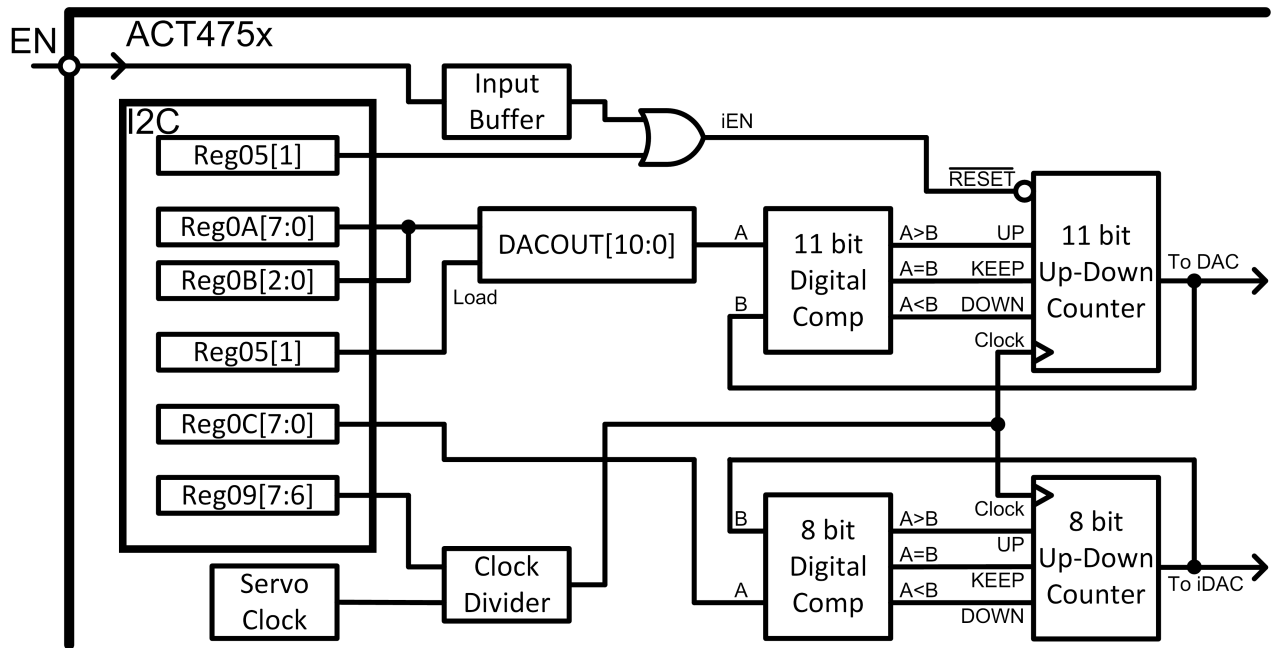 EN
ACT475x
I2C
Input
Buffer
iEN
Reg05[1]
RESET
Reg0A[7:0]
Reg0B[2:0]
DACOUT[10:0]
Load
A
B
11 bit
Digital
Comp
A>B
A=B
A<B
UP
KEEP
DOWN
Clock
11 bit
Up-Down
Counter
To DAC
Reg05[1]
Reg0C[7:0]
Reg09[7:6]
Servo
Clock
Clock
Divider
B
A
8 bit
Digital
Comp
A>B
A=B
A<B
Clock
UP
KEEP
DOWN
8 bit
Up-Down
Counter
To iDAC